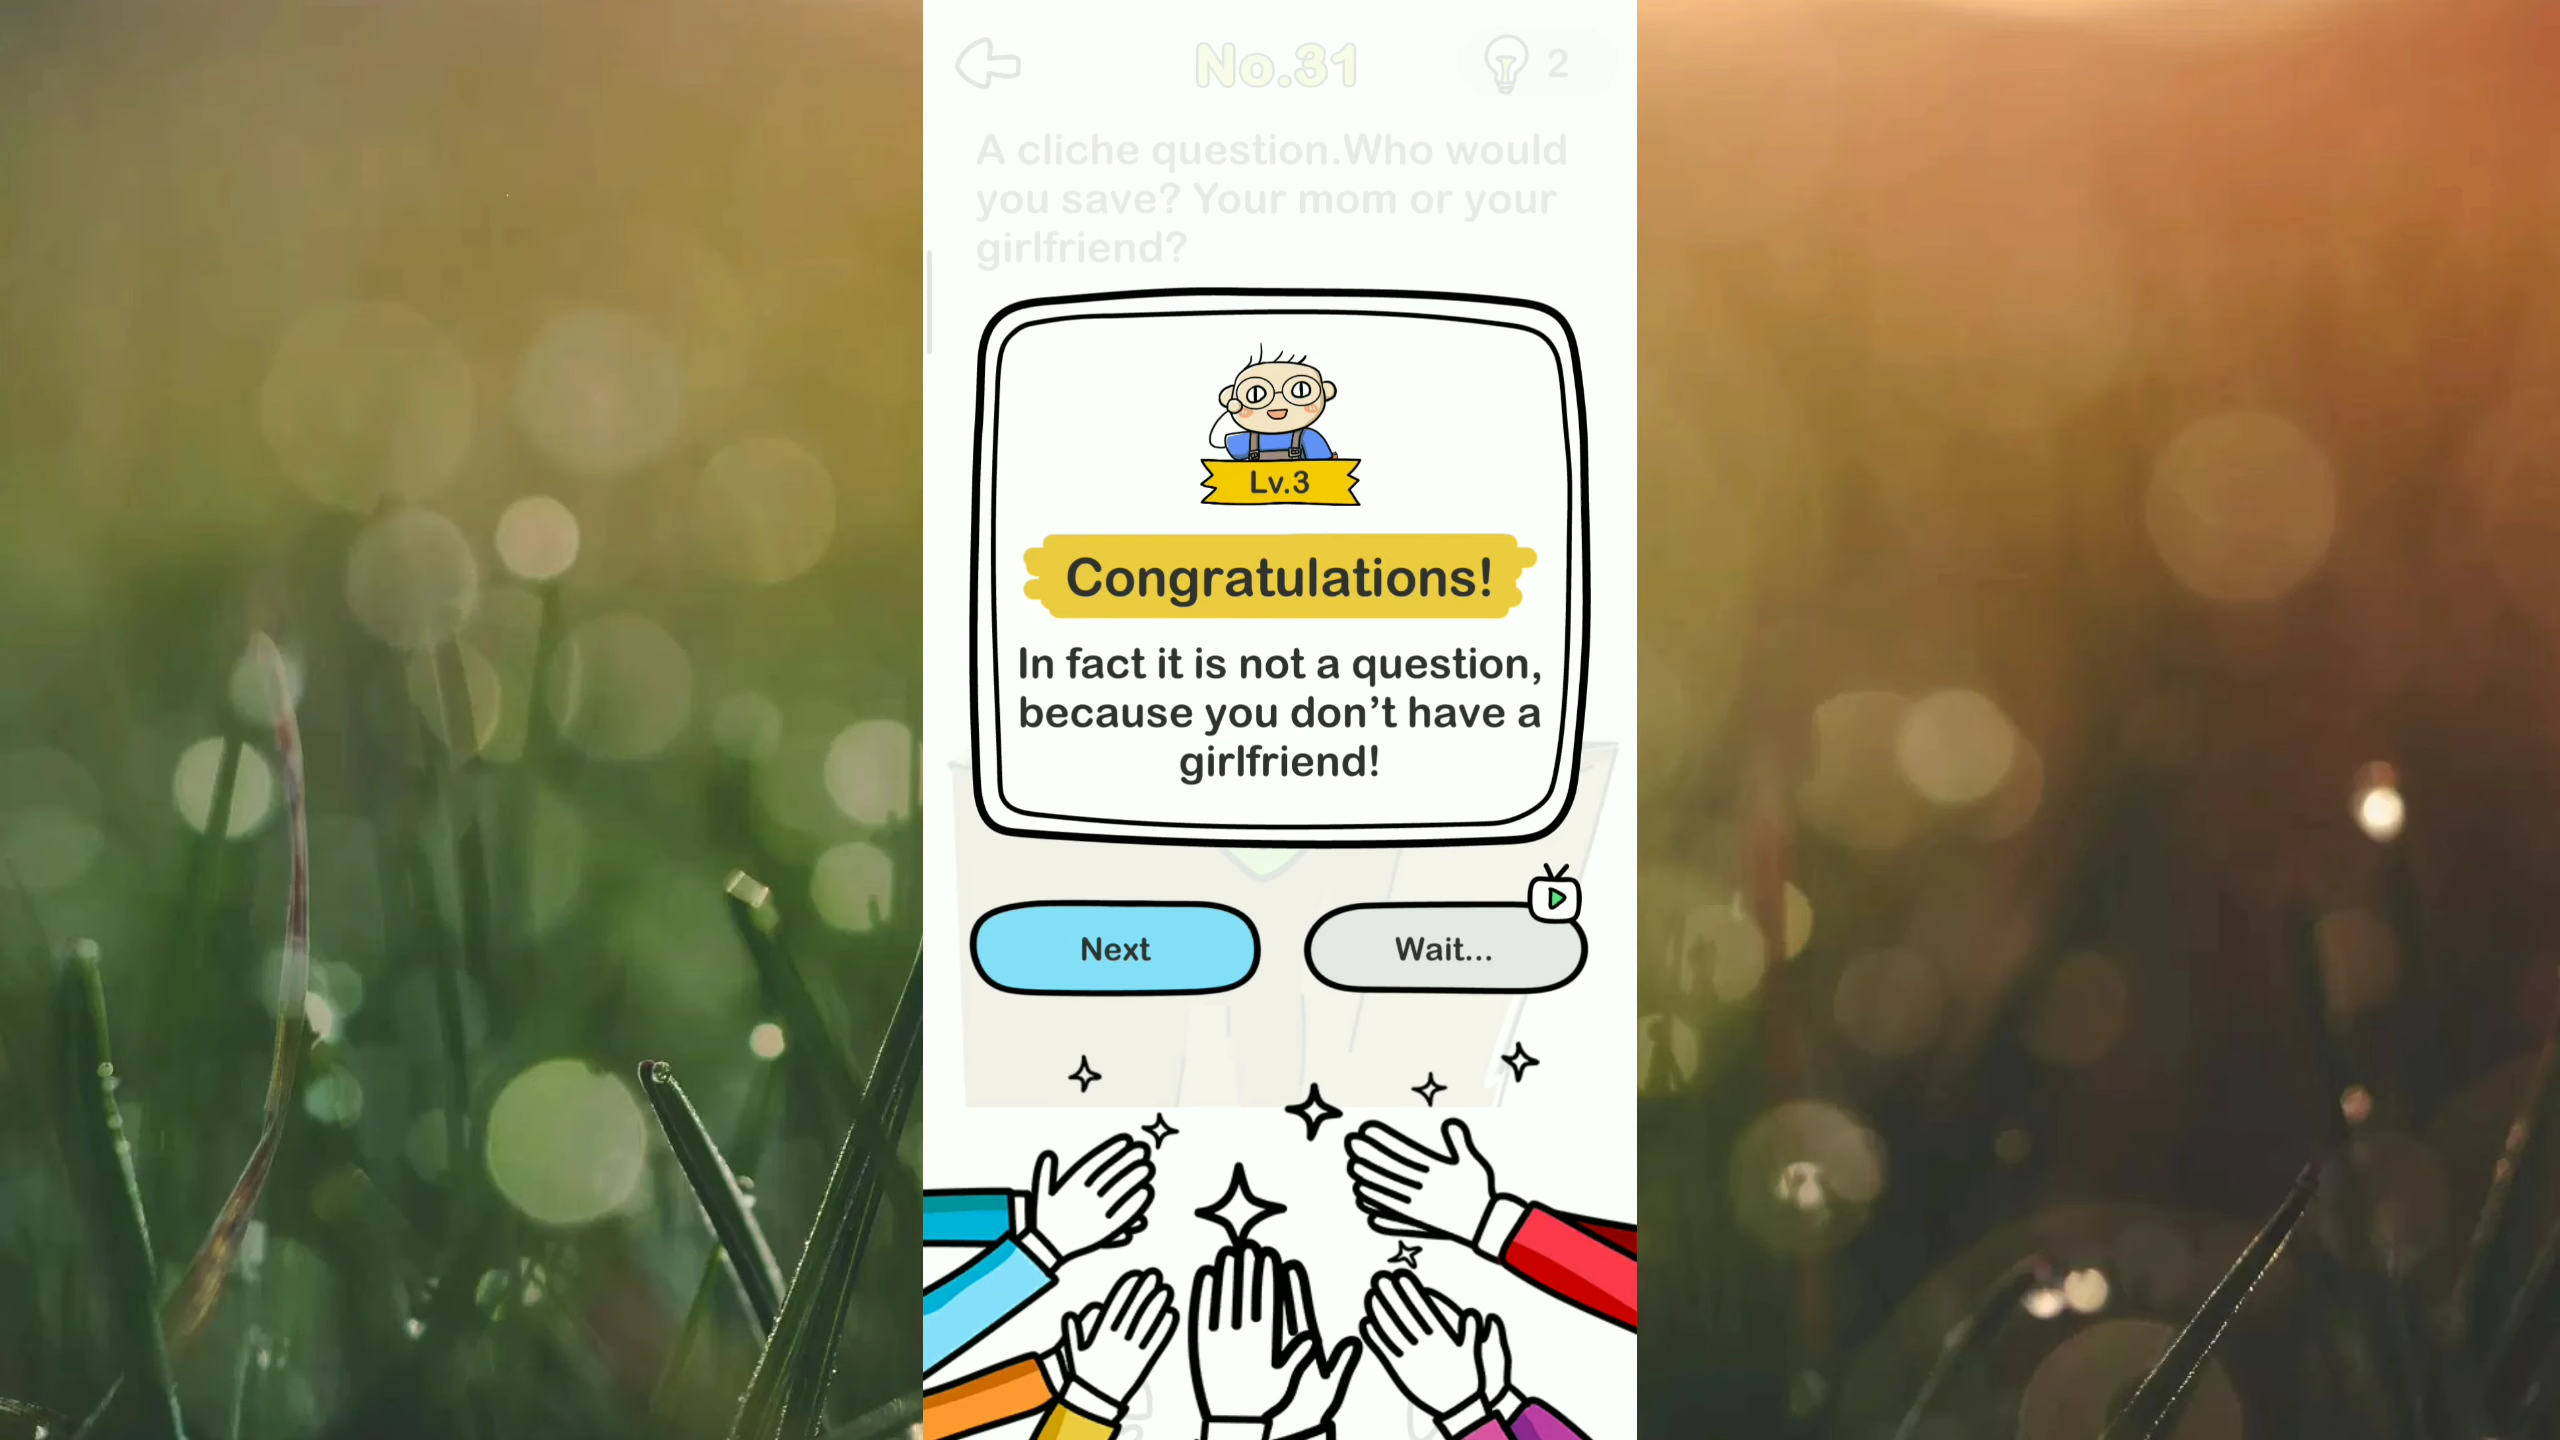 No.31
2
A cliche question.Who would
you save? Your mom or your
girlfriend?
Lv.3
Congratulations!
In fact it is not a question,
because you don’t have a
girlfriend!
Next
Wait...